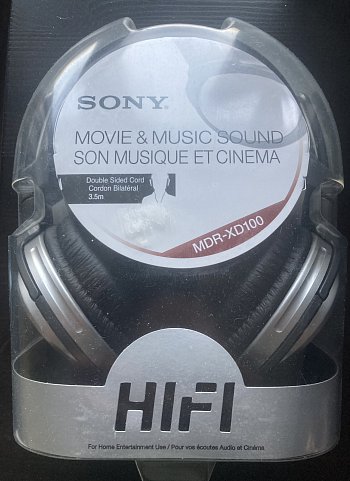 SONY
MOVIE & MUSIC SOUND
SON MUSIQUE ET CINEMA
Double Sided Cord
Cordon Bilatéral
3.5m
MDR-XD100
HIFI
For Home Entertainment Use / Pour vos écoutes Audio et Cinéma